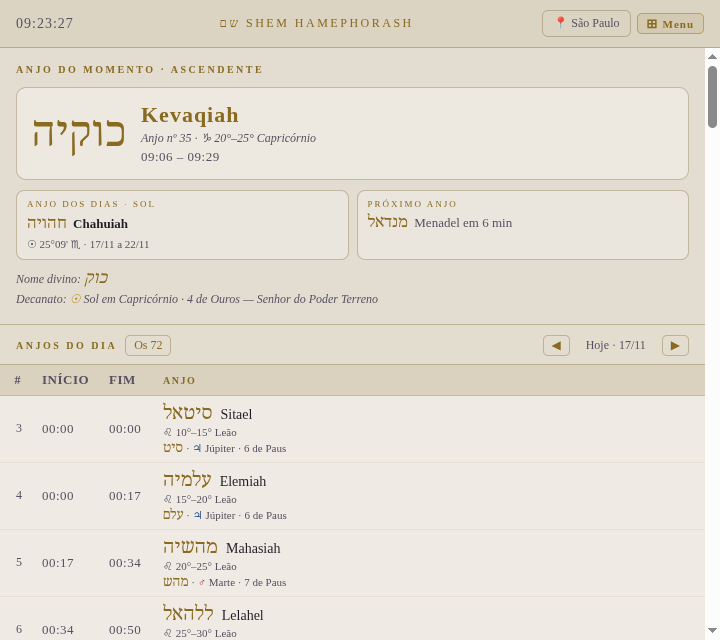 09:23:27
שם SHEM HAMEPHORASH
📍 São Paulo
⊞ Menu
ANJO DO MOMENTO · ASCENDENTE
כוקיה
Kevaqiah
Anjo nº 35 · ♑ 20°–25° Capricórnio
09:06 – 09:29
ANJO DOS DIAS · SOL
חהויה Chahuiah
☉ 25°09' ♏ · 17/11 a 22/11
PRÓXIMO ANJO
מנדאל Menadel em 6 min
Nome divino: כוק
Decanato: ☉ Sol em Capricórnio · 4 de Ouros — Senhor do Poder Terreno
ANJOS DO DIA Os 72
◀ Hoje · 17/11 ▶
# INÍCIO FIM ANJO
3 00:00 00:00 סיטאל Sitael
♌ 10°–15° Leão
סיט · ♃ Júpiter · 6 de Paus
4 00:00 00:17 עלמיה Elemiah
♌ 15°–20° Leão
עלם · ♃ Júpiter · 6 de Paus
5 00:17 00:34 מהשיה Mahasiah
♌ 20°–25° Leão
מהש · ♂ Marte · 7 de Paus
6 00:34 00:50 ללהאל Lelahel
♌ 25°–30° Leão